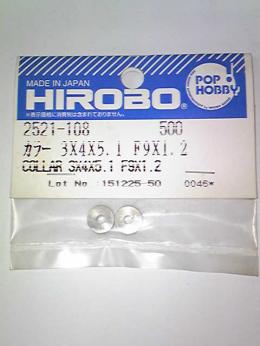 POP
HOBBY
MADE IN JAPAN
HIROBO
※表示価格に消費税は含まれておりません
2521-108 500
カラー 3X4X5.1 F9X1.2
COLLAR 3X4X5.1 F9X1.2
Lot No 151225-50 0046*